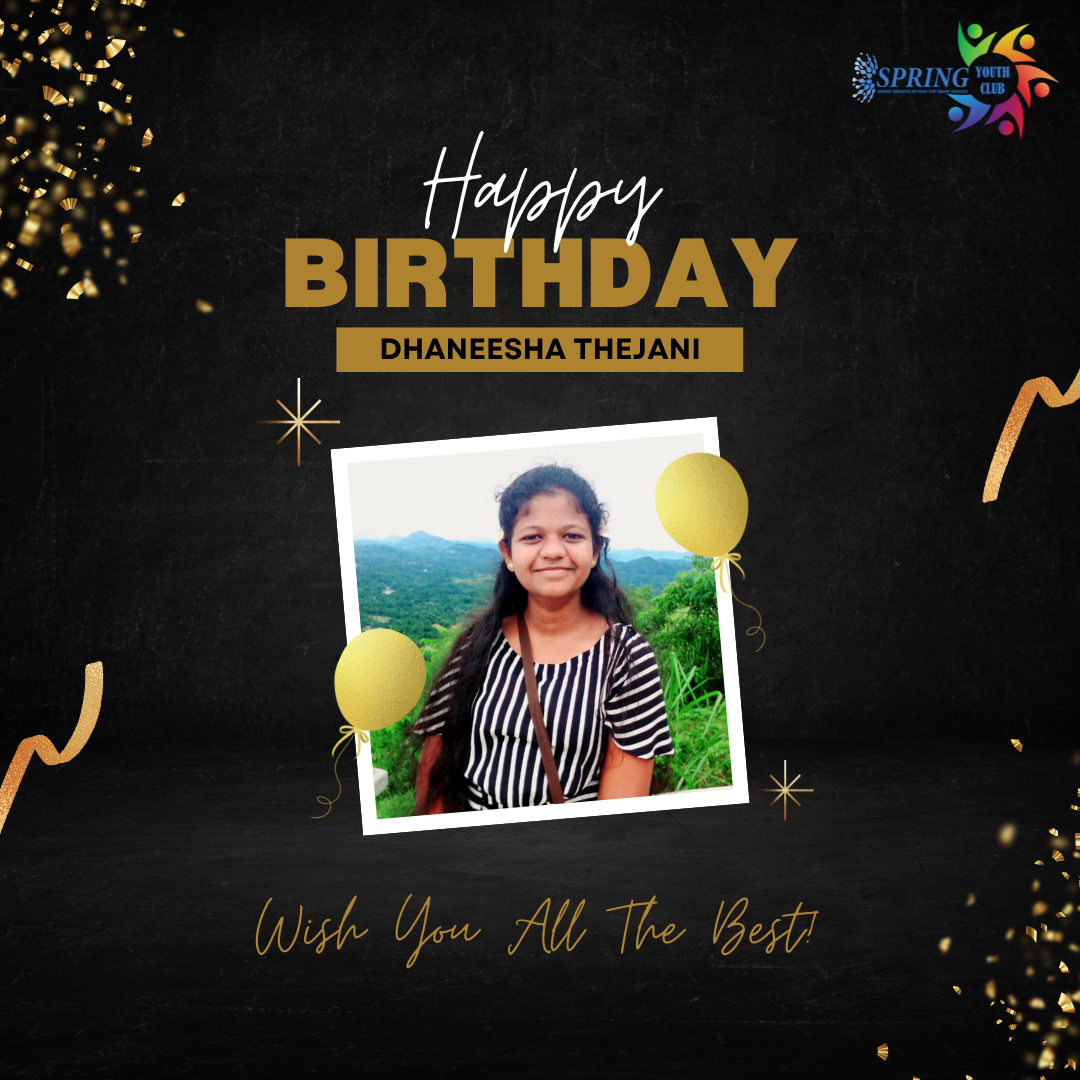 SPRING YOUTH
CLUB
Happy
BIRTHDAY
DHANEESHA THEJANI
Wish You All The Best!